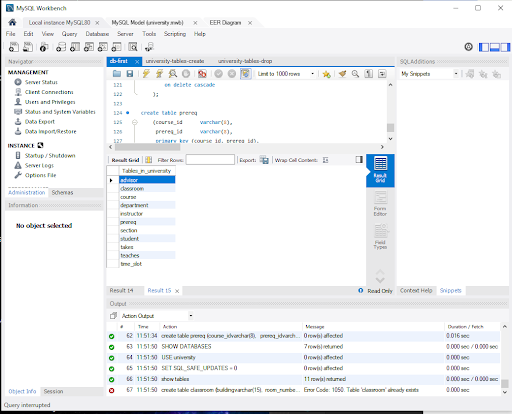 MySQL Workbench
Local instance MySQL80 × MySQL Model (university.mwb) × EER Diagram ×
File Edit View Query Database Server Tools Scripting Help
Navigator
MANAGEMENT
Server Status
Client Connections
Users and Privileges
Status and System Variables
Data Export
Data Import/Restore
INSTANCE
Startup / Shutdown
Server Logs
Options File
Administration Schemas
Information
No object selected
Object Info Session
Query interrupted
db-first × university-tables-create university-tables-drop
Limit to 1000 rows
121 on delete cascade
122 );
123
124 create table prereq
125 (course_id varchar(8),
126 prereq_id varchar(8),
127 primary key (course_id, prereq_id),
Result Grid Filter Rows: Export: Wrap Cell Content:
Tables_in_university
advisor
classroom
course
department
instructor
prereq
section
student
takes
teaches
time_slot
Result Grid
Form Editor
Field Types
Result 14 Result 15 × Read Only
SQLAdditions
My Snippets
Context Help Snippets
Output
Action Output
# Time Action Message Duration / Fetch
62 11:51:34 create table prereq (course_idvarchar(8), prereq_idvarch... 0 row(s) affected 0.016 sec
63 11:51:50 SHOW DATABASES 7 row(s) returned 0.000 sec / 0.000 sec
64 11:51:50 USE university 0 row(s) affected 0.000 sec
65 11:51:50 SET SQL_SAFE_UPDATES = 0 0 row(s) affected 0.000 sec
66 11:51:50 show tables 11 row(s) returned 0.000 sec / 0.000 sec
67 11:51:50 create table classroom (buildingvarchar(15), room_numbe... Error Code: 1050. Table 'classroom' already exists 0.000 sec